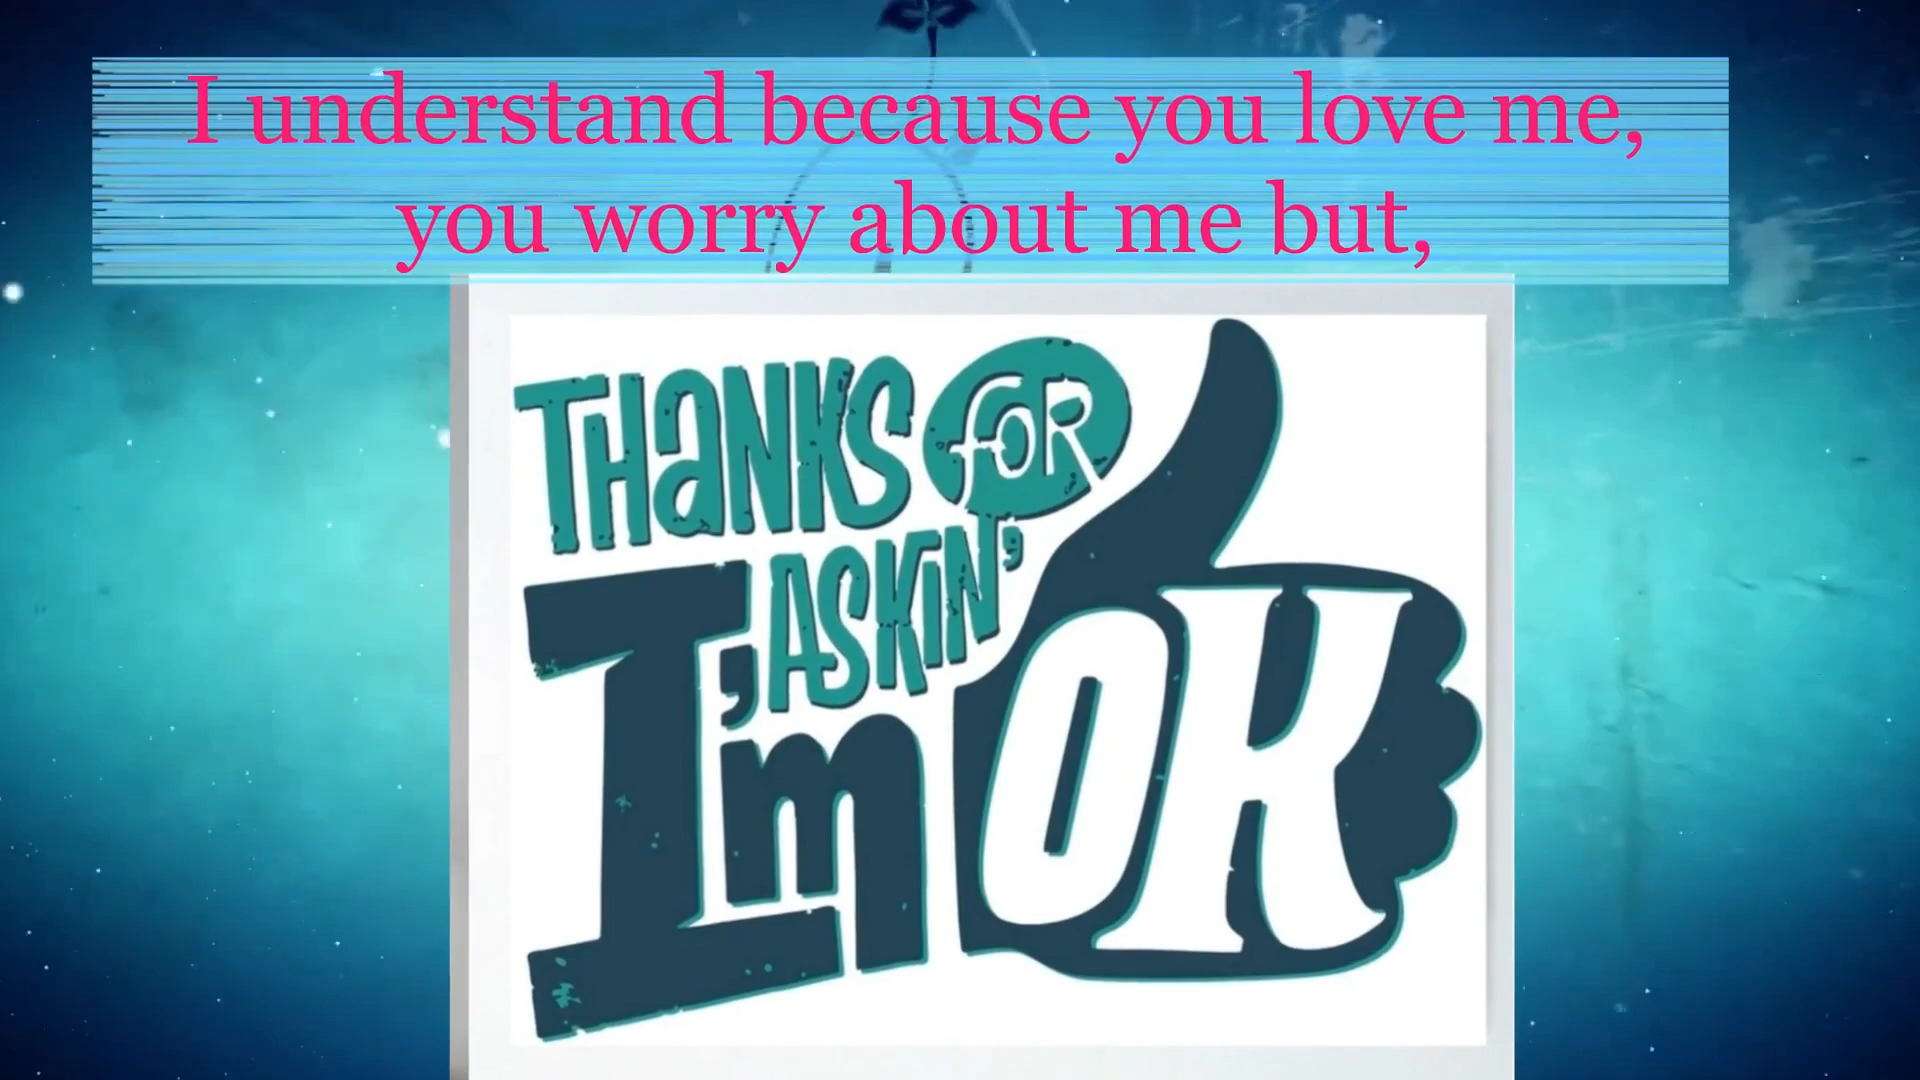 I understand because you love me,
you worry about me but,
THaNKS foR
ASKiN'
I'm OK